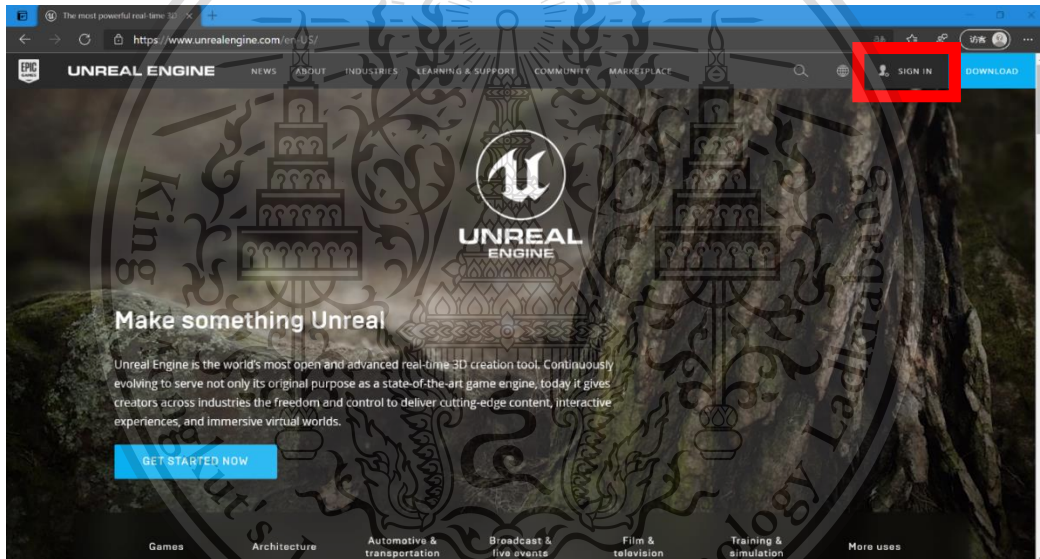 The most powerful real-time 3D
https://www.unrealengine.com/en-US/
访客
EPIC GAMES
UNREAL ENGINE
NEWS
ABOUT
INDUSTRIES
LEARNING & SUPPORT
COMMUNITY
MARKETPLACE
SIGN IN
DOWNLOAD
UNREAL
ENGINE
Make something Unreal
Unreal Engine is the world's most open and advanced real-time 3D creation tool. Continuously
evolving to serve not only its original purpose as a state-of-the-art game engine, today it gives
creators across industries the freedom and control to deliver cutting-edge content, interactive
experiences, and immersive virtual worlds.
GET STARTED NOW
Games
Architecture
Automotive &
transportation
Broadcast &
live events
Film &
television
Training &
simulation
More uses
King